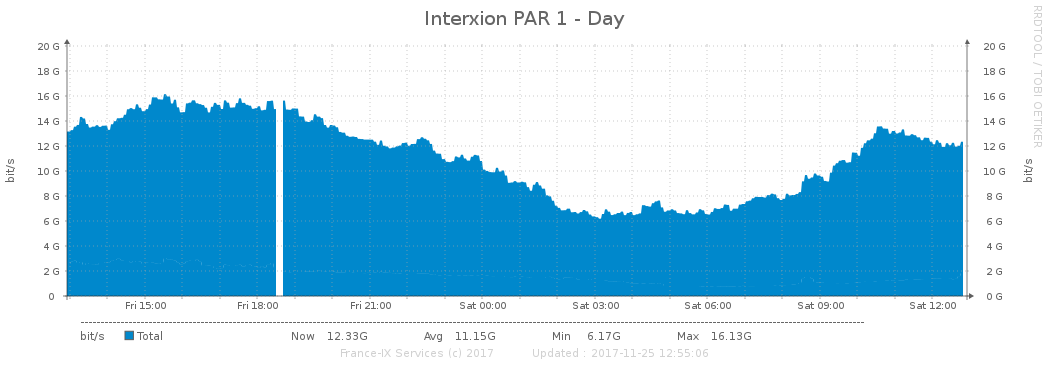 Interxion PAR 1 - Day
RRDTOOL / TOBI OETIKER
bit/s
20 G 20 G
18 G 18 G
16 G 16 G
14 G 14 G
12 G 12 G
10 G 10 G
8 G 8 G
6 G 6 G
4 G 4 G
2 G 2 G
0 0 G
bit/s
Fri 15:00 Fri 18:00 Fri 21:00 Sat 00:00 Sat 03:00 Sat 06:00 Sat 09:00 Sat 12:00
bit/s Total Now 12.33G Avg 11.15G Min 6.17G Max 16.13G
France-IX Services (c) 2017 Updated : 2017-11-25 12:55:06